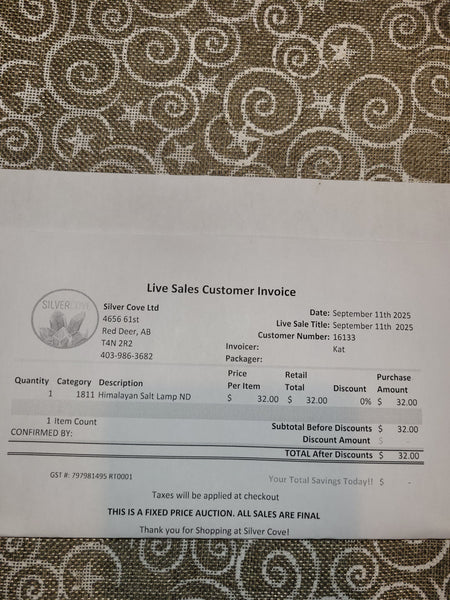 Live Sales Customer Invoice
SILVERCOVE
Silver Cove Ltd
4656 61st
Red Deer, AB
T4N 2R2
403-986-3682
Date: September 11th 2025
Live Sale Title: September 11th 2025
Customer Number: 16133
Invoicer: Kat
Packager:
Quantity Category Description Price Per Item Retail Total Discount Purchase Amount
1 1811 Himalayan Salt Lamp ND $ 32.00 $ 32.00 0% $ 32.00
1 Item Count
Subtotal Before Discounts $ 32.00
CONFIRMED BY:
Discount Amount $
TOTAL After Discounts $ 32.00
GST #: 797981495 RT0001
Your Total Savings Today!! $ -
Taxes will be applied at checkout
THIS IS A FIXED PRICE AUCTION. ALL SALES ARE FINAL
Thank you for Shopping at Silver Cove!